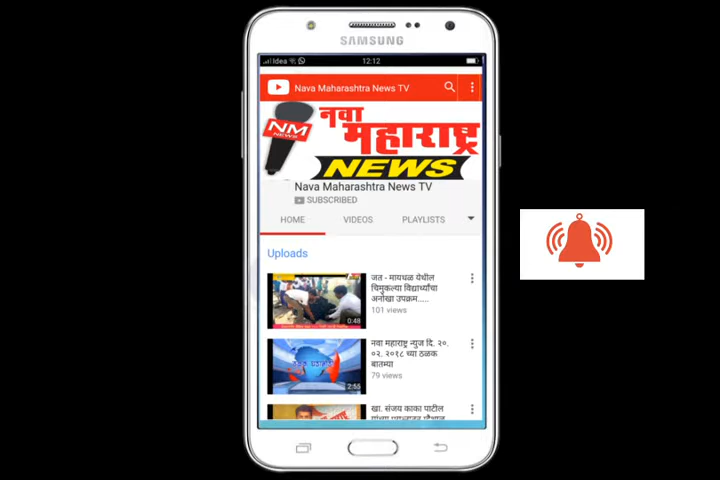 SAMSUNG
Idea 12:12
Nava Maharashtra News TV
NM
NEWS
नवा
महाराष्ट्र
NEWS
Nava Maharashtra News TV
SUBSCRIBED
HOME VIDEOS PLAYLISTS
Uploads
जत - मायथळ येथील
चिमुकल्या विद्यार्थ्यांचा
अनोखा उपक्रम.....
101 views
0:48
नवा महाराष्ट्र न्युज दि. २०.
०२. २०१८ च्या ठळक
बातम्या
79 views
2:55
खा. संजय काका पाटील